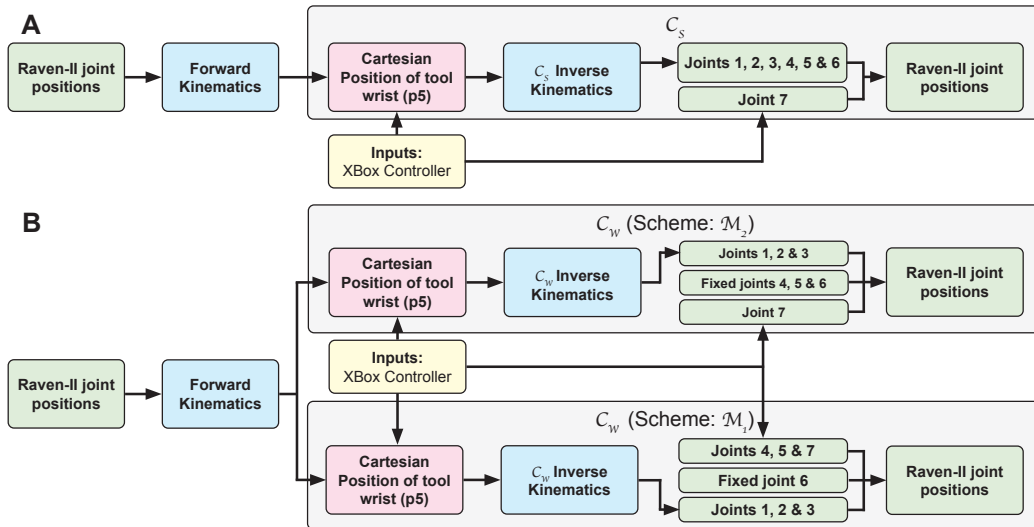 A
Raven-II joint
positions
Forward
Kinematics
C_s
Cartesian
Position of tool
wrist (p5)
C_s Inverse
Kinematics
Joints 1, 2, 3, 4, 5 & 6
Joint 7
Raven-II joint
positions
Inputs:
XBox Controller
B
Raven-II joint
positions
Forward
Kinematics
C_W (Scheme: M_2)
Cartesian
Position of tool
wrist (p5)
C_W Inverse
Kinematics
Joints 1, 2 & 3
Fixed joints 4, 5 & 6
Joint 7
Raven-II joint
positions
Inputs:
XBox Controller
C_W (Scheme: M_1)
Cartesian
Position of tool
wrist (p5)
C_W Inverse
Kinematics
Joints 4, 5 & 7
Fixed joint 6
Joints 1, 2 & 3
Raven-II joint
positions